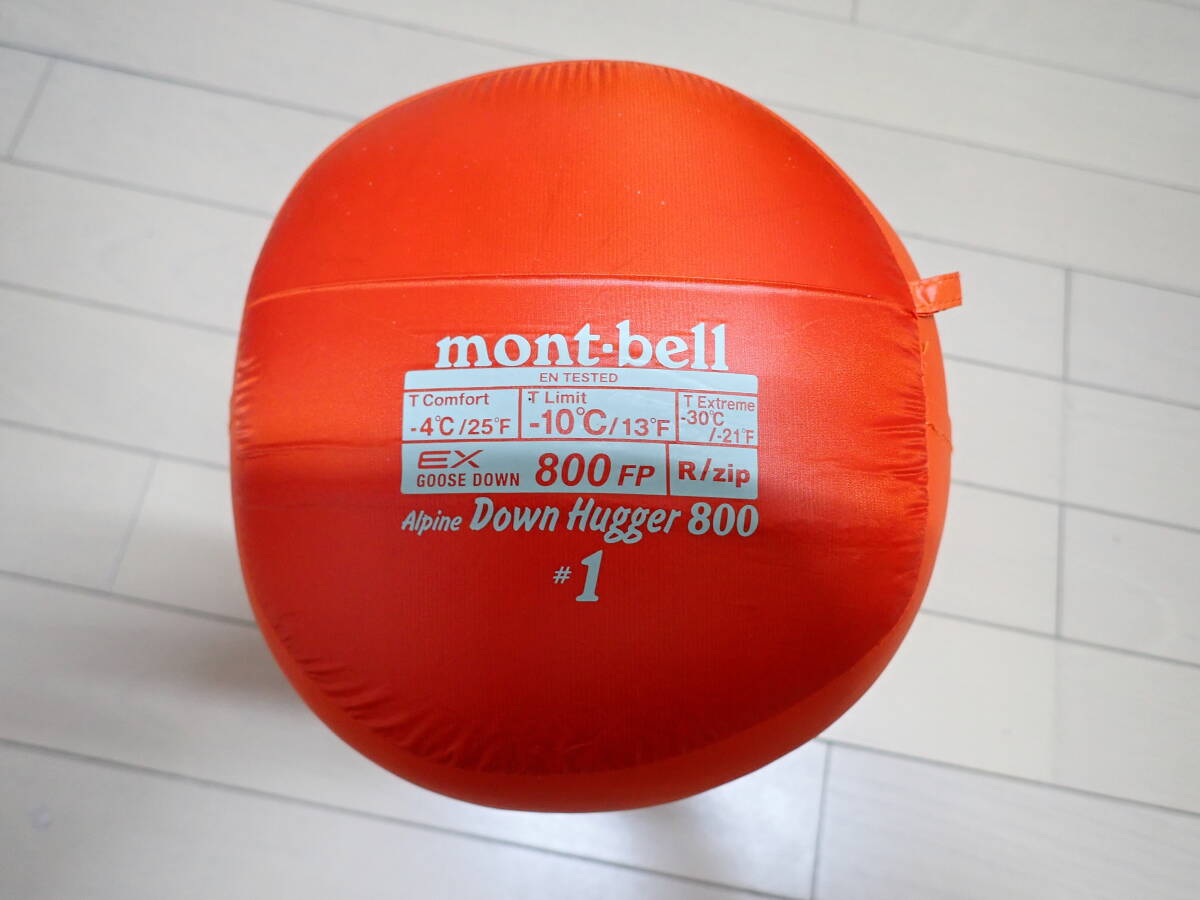 mont-bell
EN TESTED
T Comfort T Limit T Extreme
-4℃/25°F -10℃/13°F -30℃
/-21°F
EX
GOOSE DOWN 800 FP R/zip
Alpine Down Hugger 800
#1